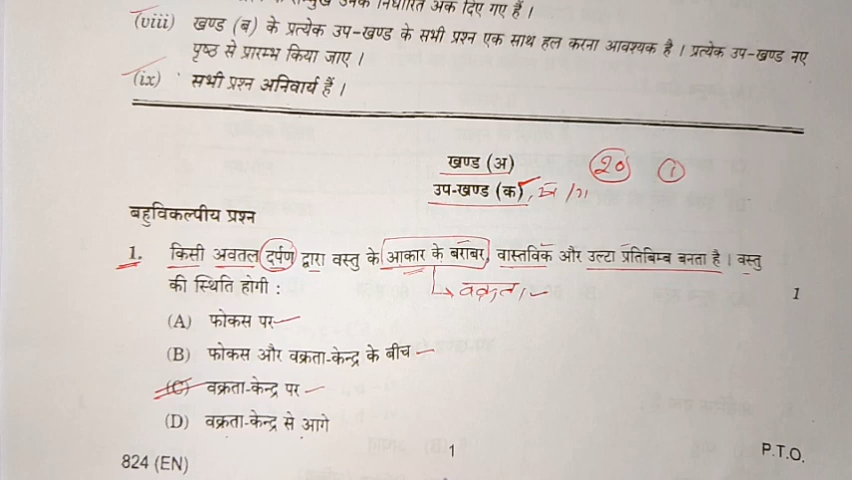 निर्धारित अंक दिए गए हैं ।
(viii) खण्ड (ब) के प्रत्येक उप-खण्ड के सभी प्रश्न एक साथ हल करना आवश्यक है । प्रत्येक उप-खण्ड नए
पृष्ठ से प्रारम्भ किया जाए ।
(ix) सभी प्रश्न अनिवार्य हैं ।
खण्ड (अ) 20 1
उप-खण्ड (क)
बहुविकल्पीय प्रश्न
1. किसी अवतल दर्पण द्वारा वस्तु के आकार के बराबर, वास्तविक और उल्टा प्रतिबिम्ब बनता है । वस्तु
की स्थिति होगी : वक्रता 1
(A) फोकस पर
(B) फोकस और वक्रता-केन्द्र के बीच
(C) वक्रता-केन्द्र पर
(D) वक्रता-केन्द्र से आगे
824 (EN) 1 P.T.O.